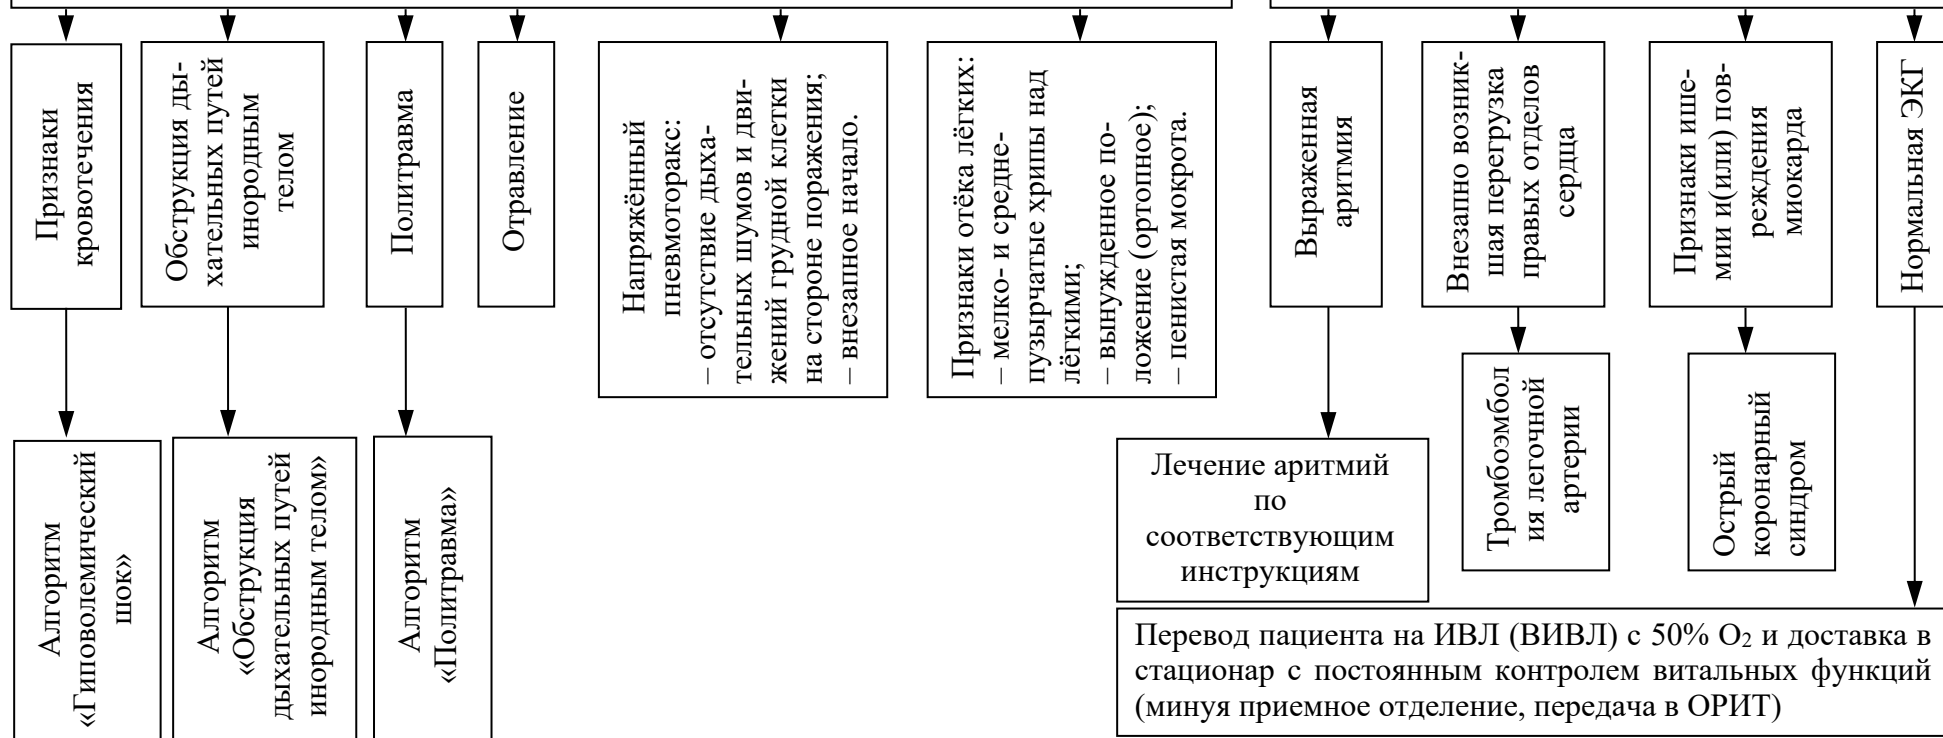 Признаки
кровотечения
Обструкция ды-
хательных путей
инородным
телом
Политравма
Отравление
Напряжённый
пневмоторакс:
– отсутствие дыха-
тельных шумов и дви-
жений грудной клетки
на стороне поражения;
– внезапное начало.
Признаки отёка лёгких:
– мелко- и средне-
пузырчатые хрипы над
лёгкими;
– вынужденное по-
ложение (ортопное);
– пенистая мокрота.
Выраженная
аритмия
Внезапно возник-
шая перегрузка
правых отделов
сердца
Признаки ише-
мии и(или) пов-
реждения
миокарда
Нормальная ЭКГ
Алгоритм
«Гиповолемический
шок»
Алгоритм
«Обструкция
дыхательных путей
инородным телом»
Алгоритм
«Политравма»
Лечение аритмий
по
соответствующим
инструкциям
Тромбоэмбол
ия легочной
артерии
Острый
коронарный
синдром
Перевод пациента на ИВЛ (ВИВЛ) с 50% O₂ и доставка в
стационар с постоянным контролем витальных функций
(минуя приемное отделение, передача в ОРИТ)